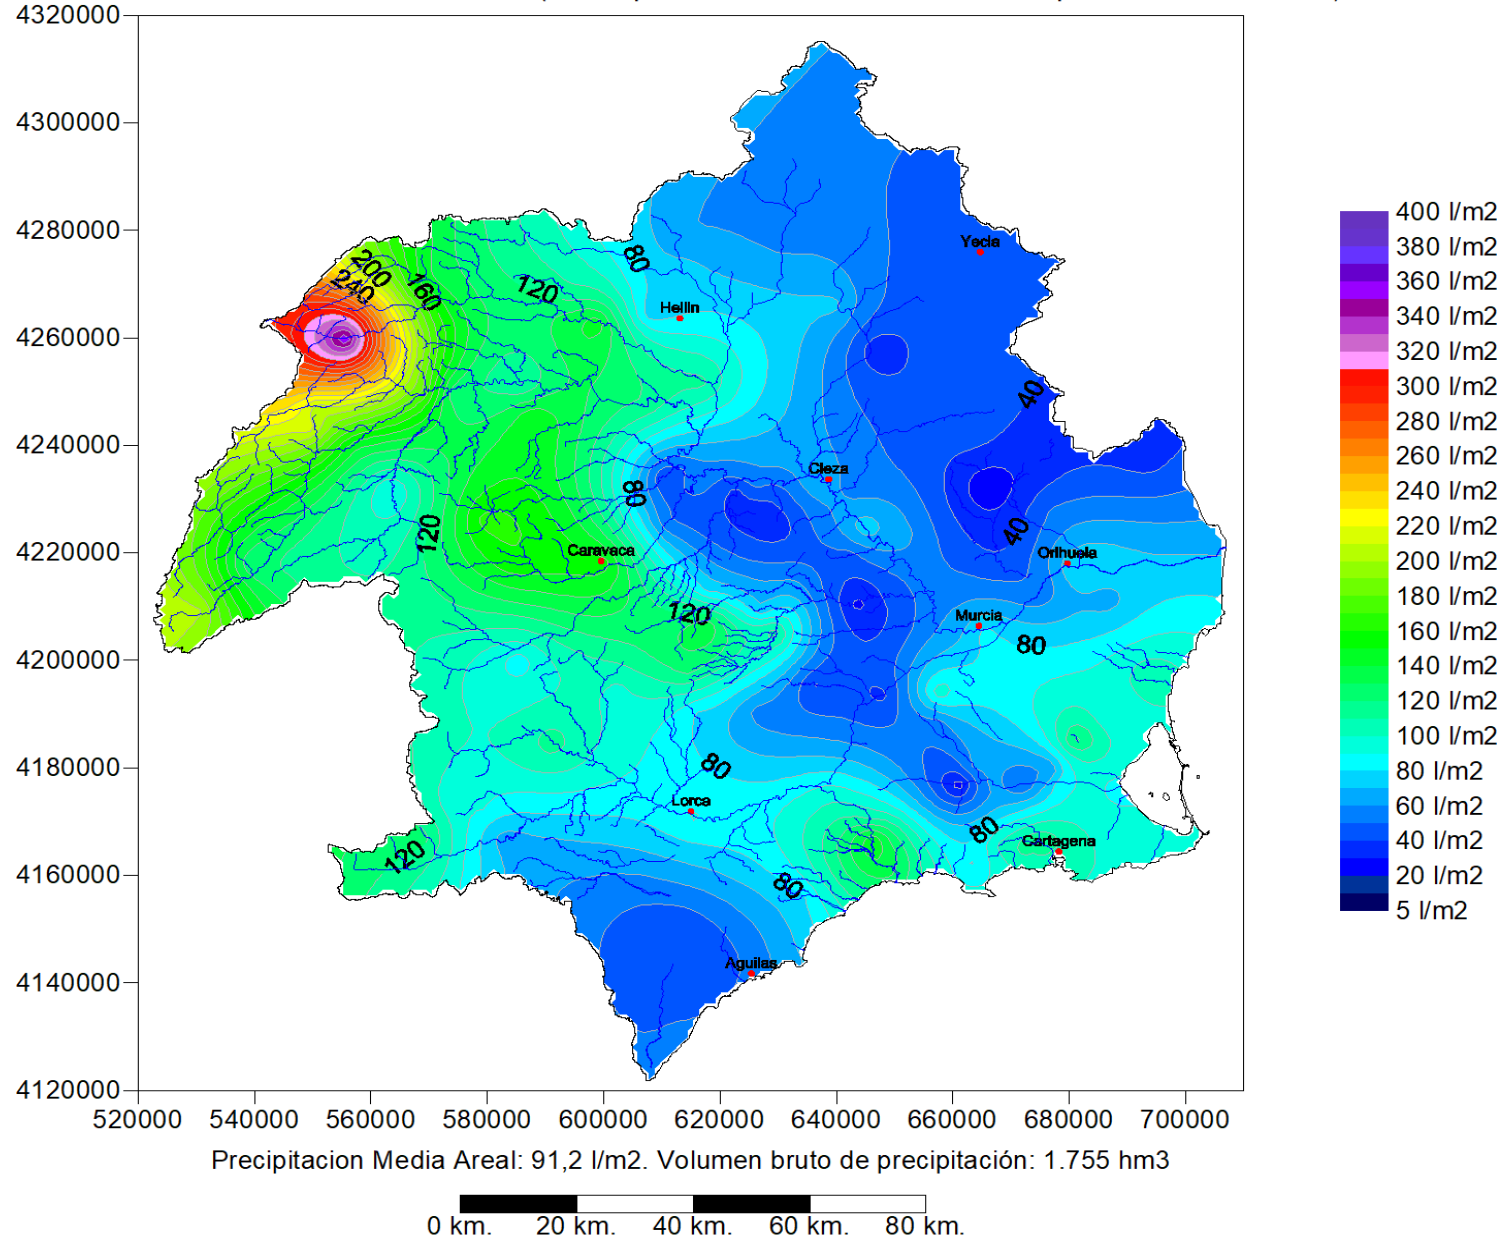 4320000
4300000
4280000
4260000
4240000
4220000
4200000
4180000
4160000
4140000
4120000
520000 540000 560000 580000 600000 620000 640000 660000 680000 700000
Yecla
80
200
240
160
120
Hellin
40
Cieza
80
120
40
Caravaca
Orihuela
120
Murcia
80
80
Lorca
80
Cartagena
120
80
Aguilas
400 l/m2
380 l/m2
360 l/m2
340 l/m2
320 l/m2
300 l/m2
280 l/m2
260 l/m2
240 l/m2
220 l/m2
200 l/m2
180 l/m2
160 l/m2
140 l/m2
120 l/m2
100 l/m2
80 l/m2
60 l/m2
40 l/m2
20 l/m2
5 l/m2
Precipitacion Media Areal: 91,2 l/m2. Volumen bruto de precipitación: 1.755 hm3
0 km. 20 km. 40 km. 60 km. 80 km.